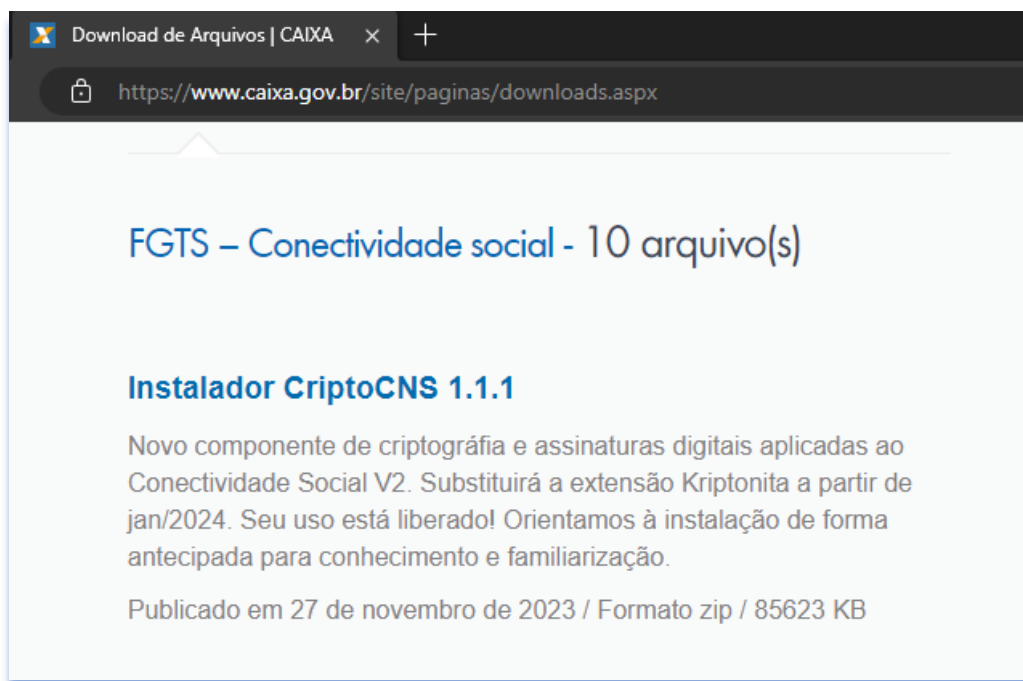 Download de Arquivos | CAIXA
https://www.caixa.gov.br/site/paginas/downloads.aspx
FGTS – Conectividade social - 10 arquivo(s)
Instalador CriptoCNS 1.1.1
Novo componente de criptográfia e assinaturas digitais aplicadas ao
Conectividade Social V2. Substituirá a extensão Kriptonita a partir de
jan/2024. Seu uso está liberado! Orientamos à instalação de forma
antecipada para conhecimento e familiarização.
Publicado em 27 de novembro de 2023 / Formato zip / 85623 KB